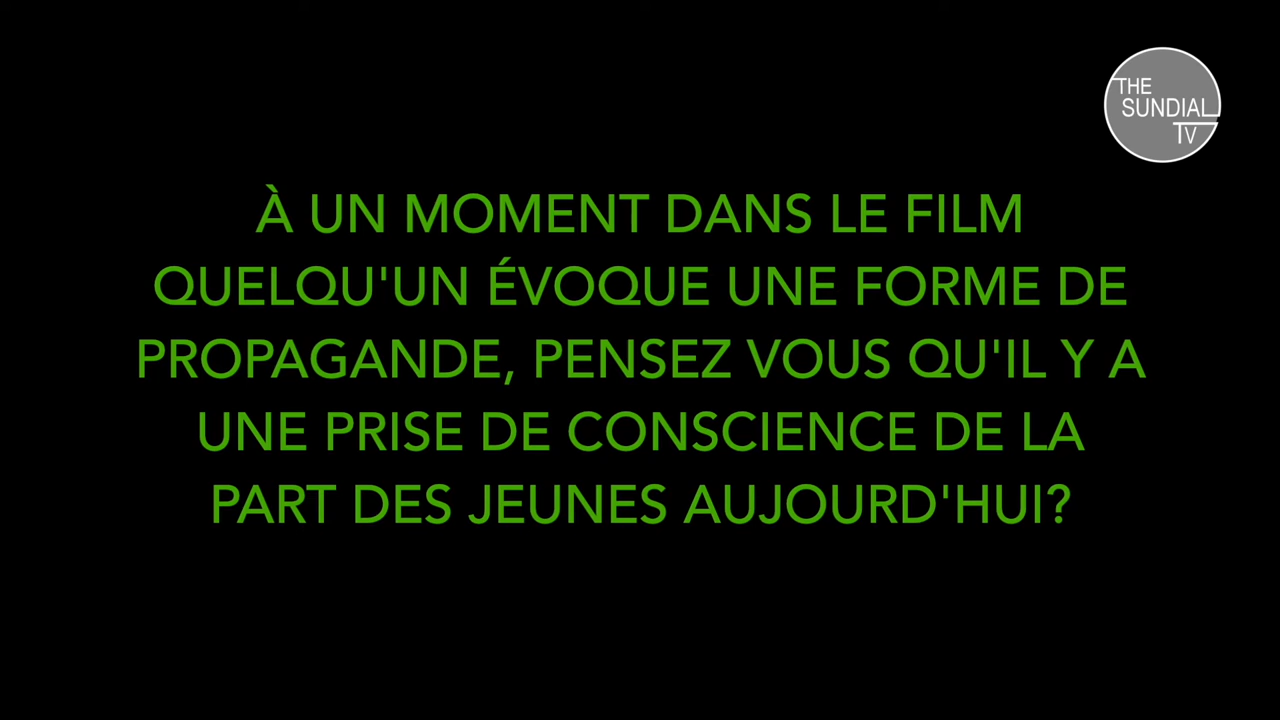 THE
SUNDIAL
TV
À UN MOMENT DANS LE FILM
QUELQU'UN ÉVOQUE UNE FORME DE
PROPAGANDE, PENSEZ VOUS QU'IL Y A
UNE PRISE DE CONSCIENCE DE LA
PART DES JEUNES AUJOURD'HUI?